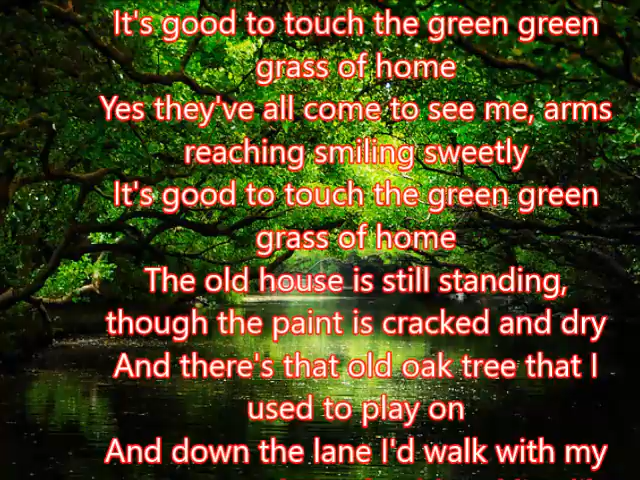 It's good to touch the green green
grass of home
Yes they've all come to see me, arms
reaching smiling sweetly
It's good to touch the green green
grass of home
The old house is still standing,
though the paint is cracked and dry
And there's that old oak tree that I
used to play on
And down the lane I'd walk with my